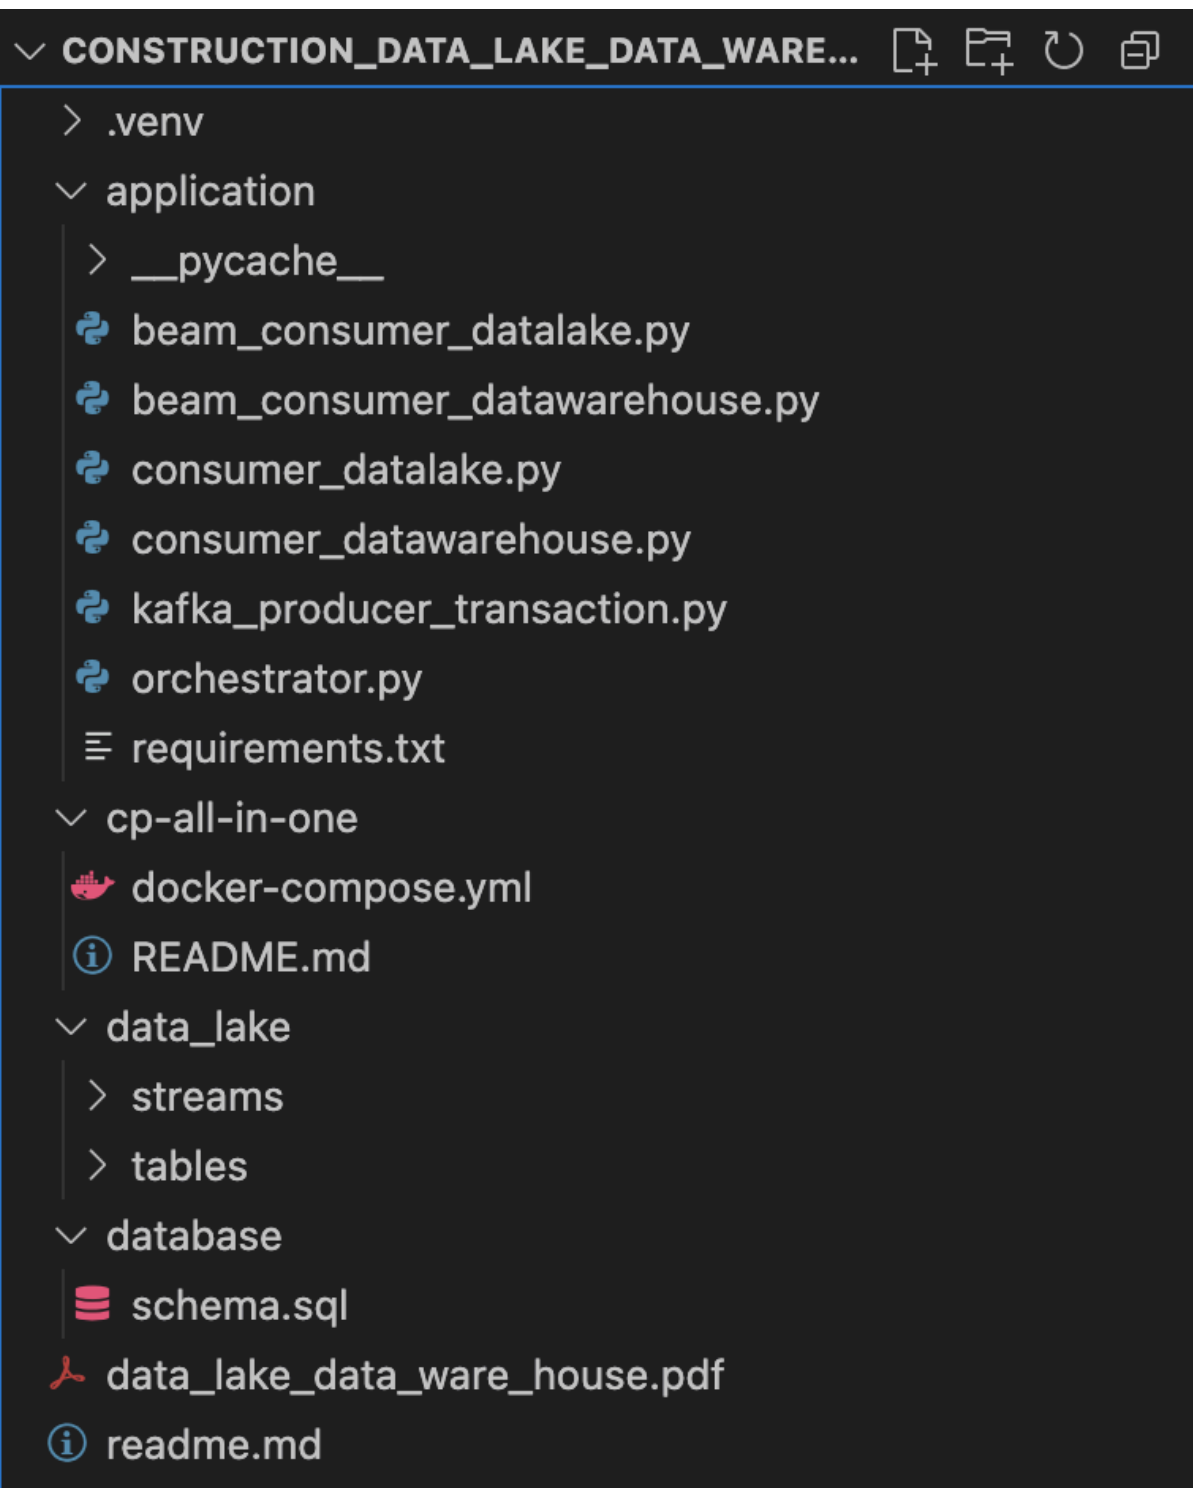 CONSTRUCTION_DATA_LAKE_DATA_WARE...
.venv
application
__pycache__
beam_consumer_datalake.py
beam_consumer_datawarehouse.py
consumer_datalake.py
consumer_datawarehouse.py
kafka_producer_transaction.py
orchestrator.py
requirements.txt
cp-all-in-one
docker-compose.yml
README.md
data_lake
streams
tables
database
schema.sql
data_lake_data_ware_house.pdf
readme.md